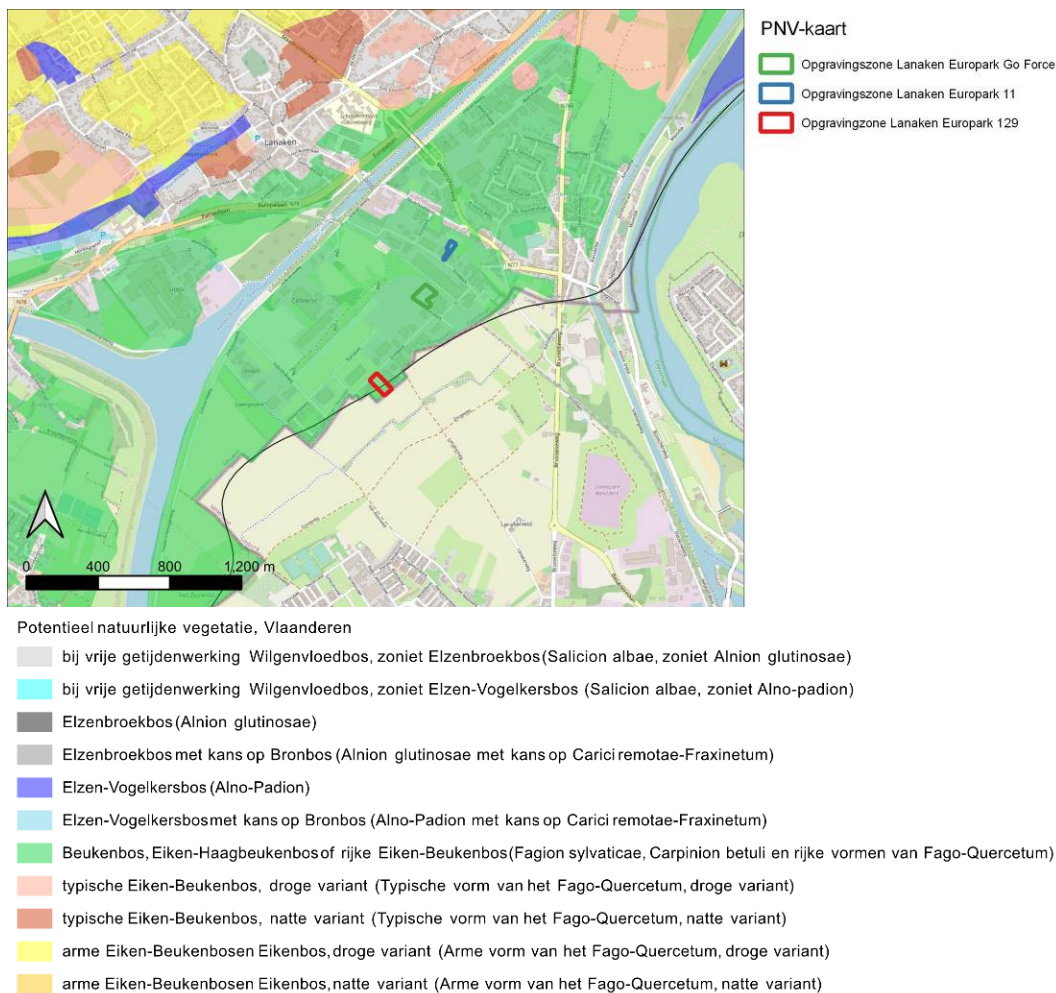 PNV-kaart
Opgravingszone Lanaken Europark Go Force
Opgravingszone Lanaken Europark 11
Opgravingzone Lanaken Europark 129
Lanaken
P
P
Europalaan N78
N78
N766
N77
0 400 800 1,200 m
Potentieel natuurlijke vegetatie, Vlaanderen
bij vrije getijdenwerking Wilgenvloedbos, zoniet Elzenbroekbos (Salicion albae, zoniet Alnion glutinosae)
bij vrije getijdenwerking Wilgenvloedbos, zoniet Elzen-Vogelkersbos (Salicion albae, zoniet Alno-padion)
Elzenbroekbos (Alnion glutinosae)
Elzenbroekbos met kans op Bronbos (Alnion glutinosae met kans op Carici remotae-Fraxinetum)
Elzen-Vogelkersbos (Alno-Padion)
Elzen-Vogelkersbos met kans op Bronbos (Alno-Padion met kans op Carici remotae-Fraxinetum)
Beukenbos, Eiken-Haagbeukenbos of rijke Eiken-Beukenbos (Fagion sylvaticae, Carpinion betuli en rijke vormen van Fago-Quercetum)
typische Eiken-Beukenbos, droge variant (Typische vorm van het Fago-Quercetum, droge variant)
typische Eiken-Beukenbos, natte variant (Typische vorm van het Fago-Quercetum, natte variant)
arme Eiken-Beukenbos en Eikenbos, droge variant (Arme vorm van het Fago-Quercetum, droge variant)
arme Eiken-Beukenbos en Eikenbos, natte variant (Arme vorm van het Fago-Quercetum, natte variant)